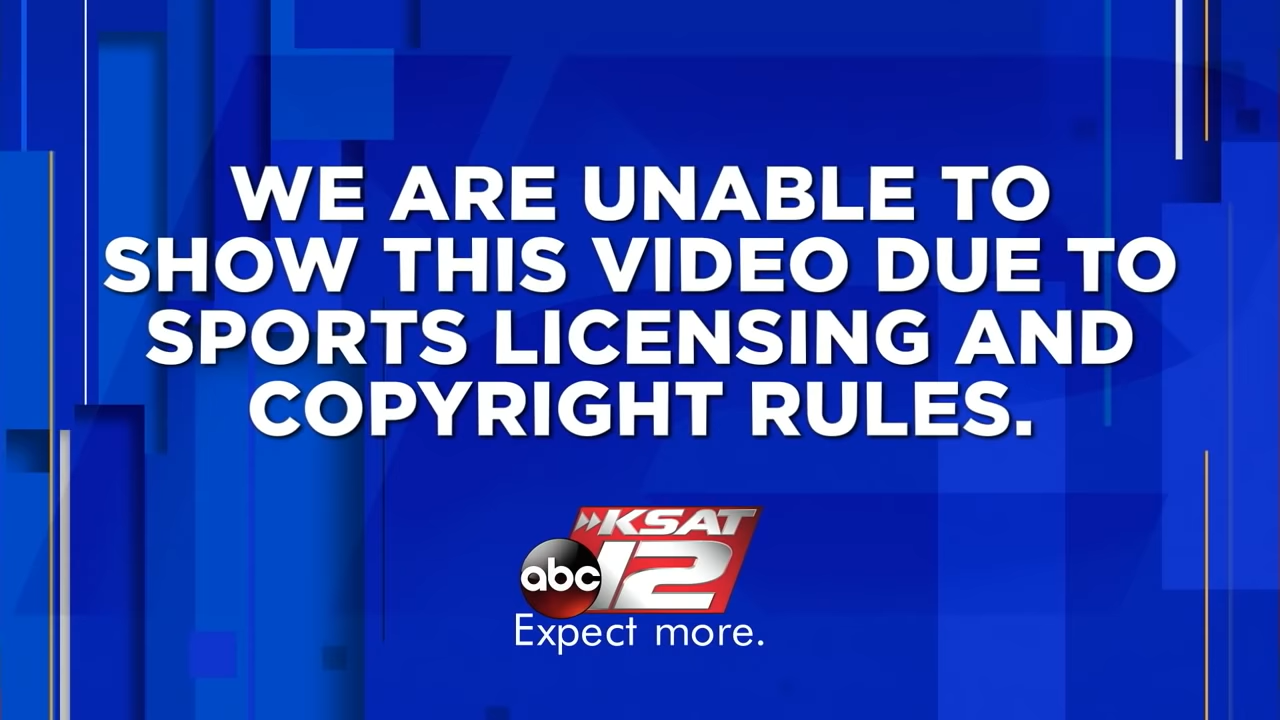 WE ARE UNABLE TO
SHOW THIS VIDEO DUE TO
SPORTS LICENSING AND
COPYRIGHT RULES.
KSAT
abc 12
Expect more.